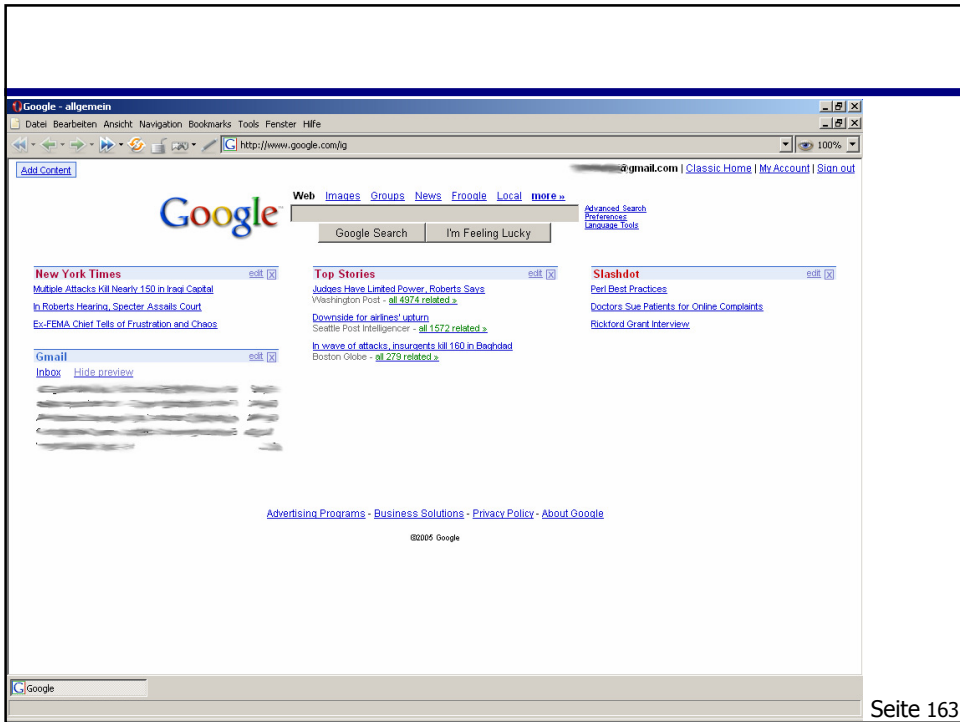 Google - allgemein
Datei Bearbeiten Ansicht Navigation Bookmarks Tools Fenster Hilfe
http://www.google.com/ig 100%
Add Content @gmail.com | Classic Home | My Account | Sign out
Web Images Groups News Froogle Local more »
Google™
Advanced Search
Preferences
Language Tools
Google Search I'm Feeling Lucky
New York Times edit X
Multiple Attacks Kill Nearly 150 in Iraqi Capital
In Roberts Hearing, Specter Assails Court
Ex-FEMA Chief Tells of Frustration and Chaos
Gmail edit X
Inbox Hide preview
Top Stories edit X
Judges Have Limited Power, Roberts Says
Washington Post - all 4974 related »
Downside for airlines' upturn
Seattle Post Intelligencer - all 1572 related »
In wave of attacks, insurgents kill 160 in Baghdad
Boston Globe - all 279 related »
Slashdot edit X
Perl Best Practices
Doctors Sue Patients for Online Complaints
Rickford Grant Interview
Advertising Programs - Business Solutions - Privacy Policy - About Google
©2005 Google
Google
Seite 163